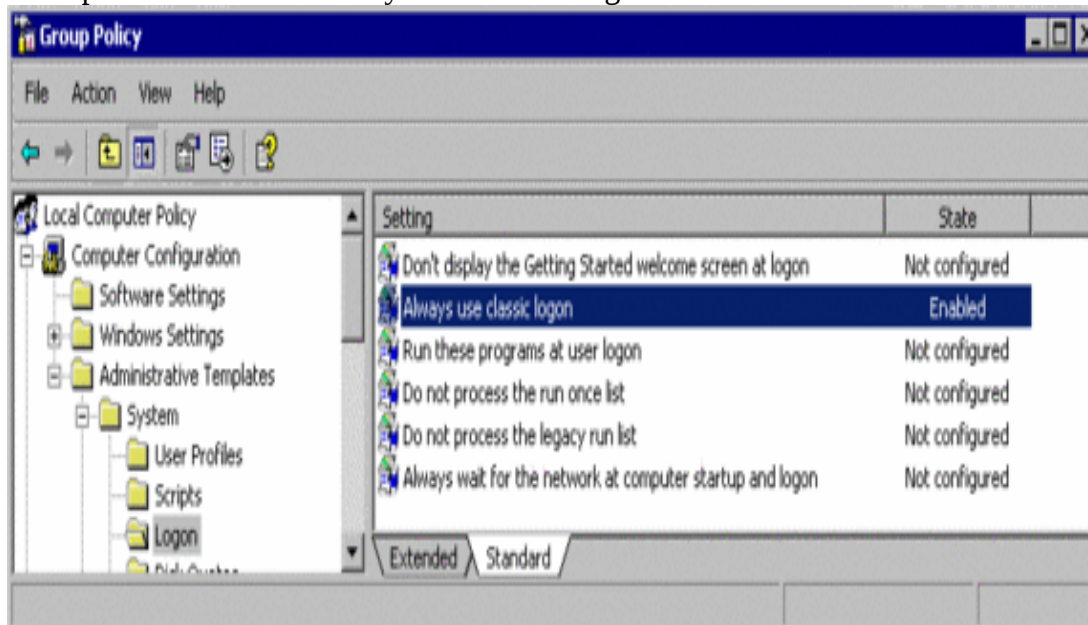 Group Policy
File Action View Help
Local Computer Policy
Computer Configuration
Software Settings
Windows Settings
Administrative Templates
System
User Profiles
Scripts
Logon
Setting State
Don't display the Getting Started welcome screen at logon Not configured
Always use classic logon Enabled
Run these programs at user logon Not configured
Do not process the run once list Not configured
Do not process the legacy run list Not configured
Always wait for the network at computer startup and logon Not configured
Extended Standard